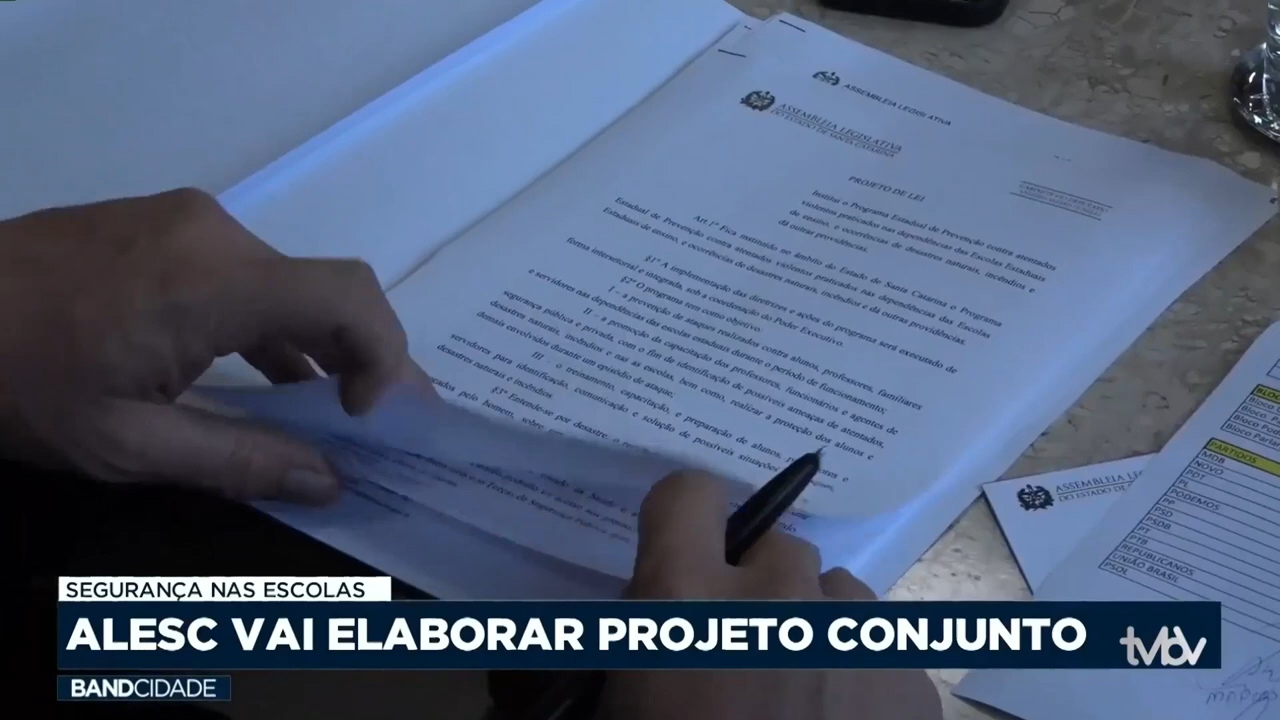 ASSEMBLEIA LEGISLATIVA
ASSEMBLEIA LEGISLATIVA
DO ESTADO DE SANTA CATARINA
PROJETO DE LEI
Institui o Programa Estadual de Prevenção contra atentados
violentos praticados nas dependências das Escolas Estaduais
de ensino, e ocorrências de desastres naturais, incêndios e
dá outras providências.
Art.1º Fica instituído no âmbito do Estado de Santa Catarina o Programa
Estadual de Prevenção contra atentados violentos praticados nas dependências das Escolas
Estaduais de ensino, e ocorrências de desastres naturais, incêndios e dá outras providências.
§1º A implementação das diretrizes e ações do programa será executado de
forma intersetorial e integrada, sob a coordenação do Poder Executivo.
§2º O programa tem como objetivo:
I – a prevenção de ataques realizados contra alunos, professores, familiares
e servidores nas dependências das escolas estaduais durante o período de funcionamento;
II – a promoção da capacitação dos professores, funcionários e agentes de
segurança pública e privada, com o fim de identificação de possíveis ameaças de atentados,
desastres naturais, incêndios e nas as escolas, bem como, realizar a proteção dos alunos e
demais envolvidos durante um episódio de ataque;
III – o treinamento, capacitação, e preparação de alunos,
servidores para identificação, comunicação e solução de possíveis situações
desastres naturais e incêndios.
§3º Entende-se por desastre, o
pelo homem, sobre
ASSEMBLEIA
DO ESTADO DE
Bloco
Bloco
Bloco
PARTIDOS
MDB
NOVO
PDT
PL
PODEMOS
PP
PSD
PSDB
PT
PTB
REPUBLICANOS
UNIÃO BRASIL
PSOL
SEGURANÇA NAS ESCOLAS
ALESC VAI ELABORAR PROJETO CONJUNTO
tvbv
BANDCIDADE